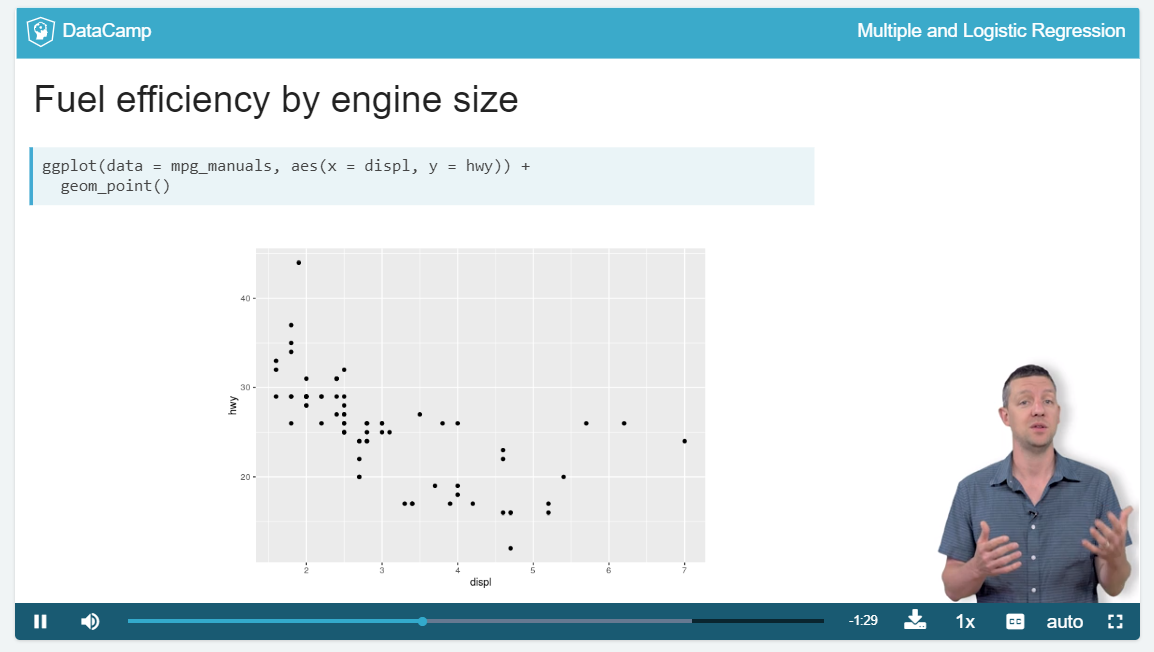 DataCamp
Multiple and Logistic Regression
Fuel efficiency by engine size
ggplot(data = mpg_manuals, aes(x = displ, y = hwy)) +
geom_point()
40
30
20
hwy
2 3 4 5 6 7
displ
-1:29
1x
CC
auto